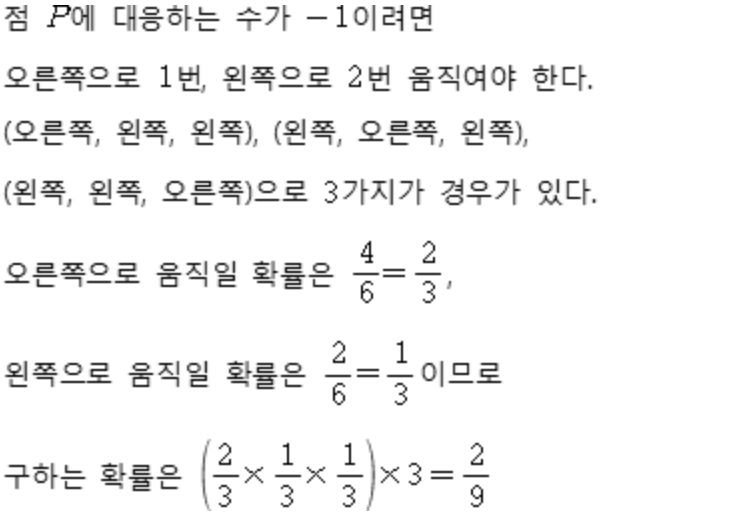 점 P에 대응하는 수가 −1이려면
오른쪽으로 1번, 왼쪽으로 2번 움직여야 한다.
(오른쪽, 왼쪽, 왼쪽), (왼쪽, 오른쪽, 왼쪽),
(왼쪽, 왼쪽, 오른쪽)으로 3가지가 경우가 있다.
오른쪽으로 움직일 확률은 4/6=2/3,
왼쪽으로 움직일 확률은 2/6=1/3이므로
구하는 확률은 (2/3×1/3×1/3)×3=2/9